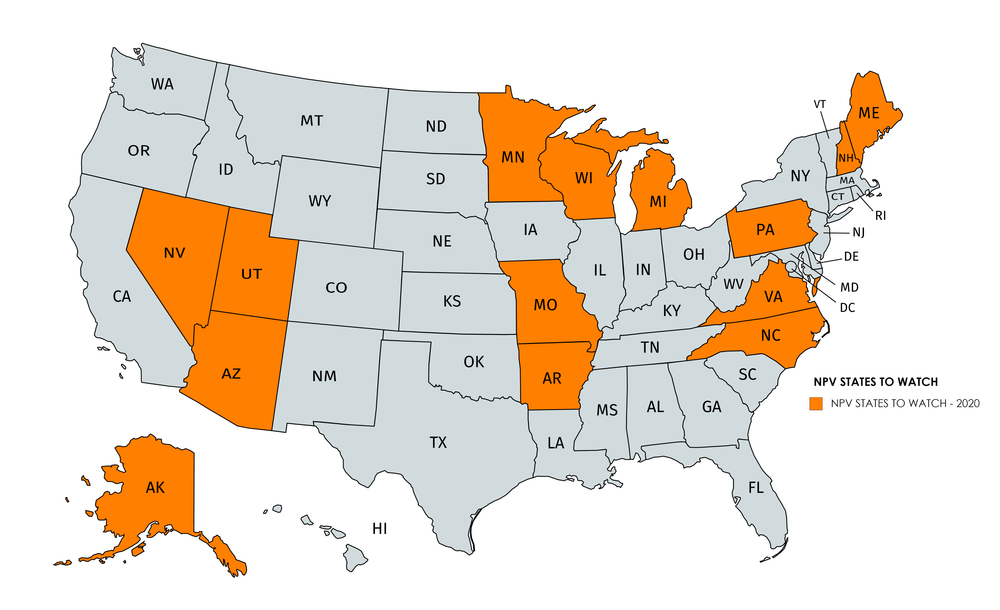 WA
OR
ID
MT
ND
MN
SD
WY
NV
UT
CA
CO
NE
KS
IA
WI
MI
IL
IN
OH
MO
KY
WV
VA
PA
NY
VT
ME
NH
MA
CT
RI
NJ
DE
MD
DC
NC
TN
SC
AZ
NM
OK
AR
MS
AL
GA
LA
TX
FL
AK
HI
NPV STATES TO WATCH
NPV STATES TO WATCH - 2020